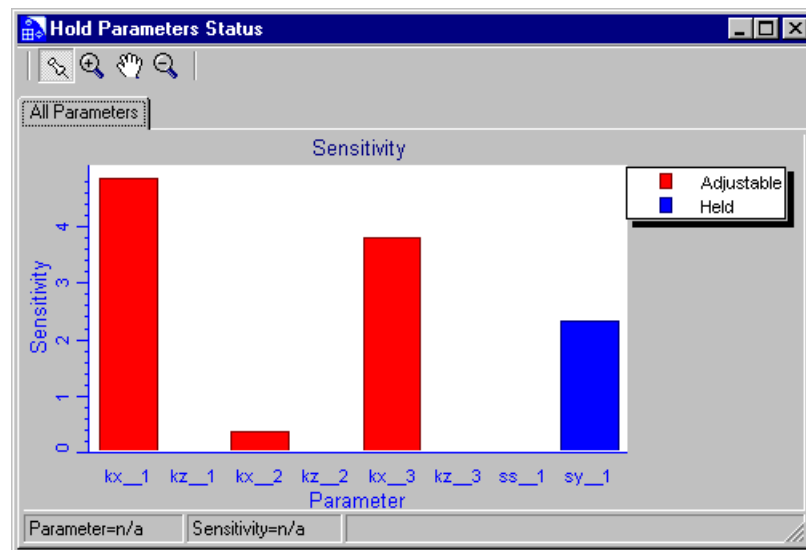 Hold Parameters Status
All Parameters
Sensitivity
Adjustable
Held
Sensitivity
4
3
2
1
0
kx__1 kz__1 kx__2 kz__2 kx__3 kz__3 ss__1 sy__1
Parameter
Parameter=n/a Sensitivity=n/a